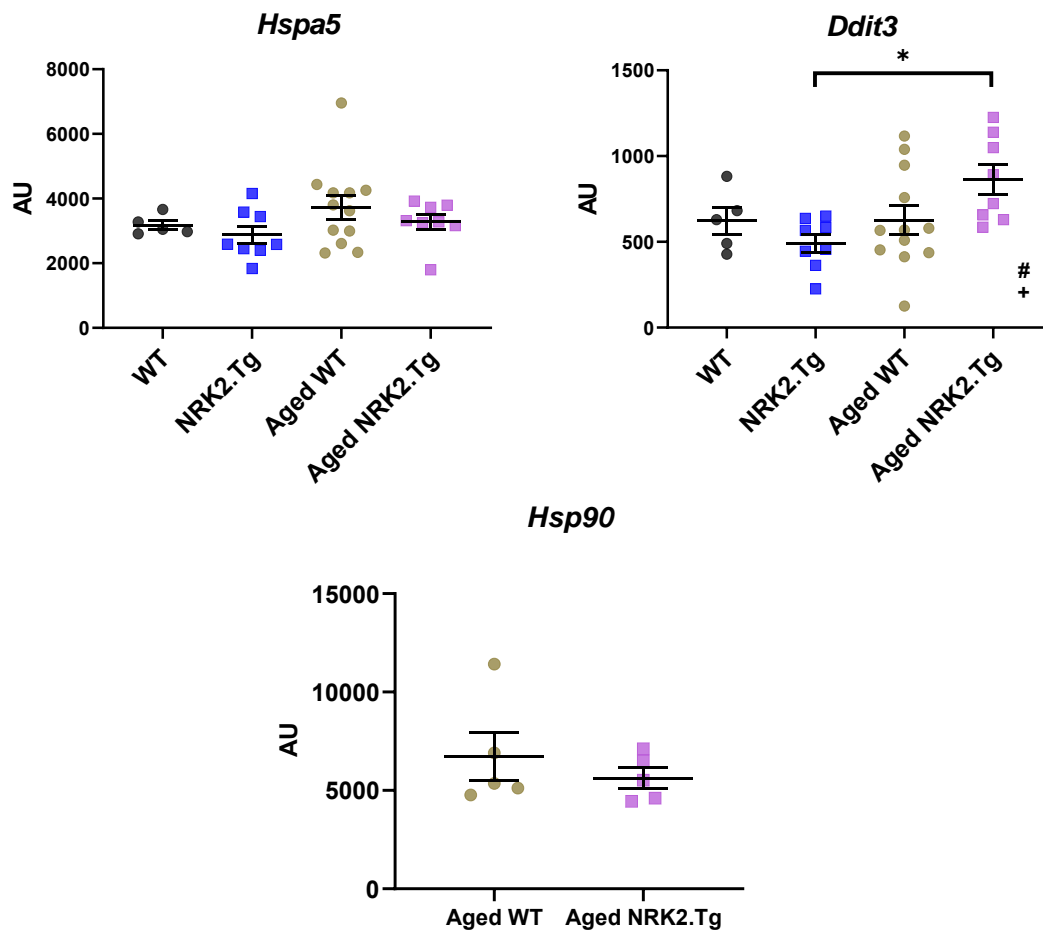 Hspa5
8000
6000
4000
2000
0
AU
WT
NRK2.Tg
Aged WT
Aged NRK2.Tg
Ddit3
*
1500
1000
500
0
AU
#
+
WT
NRK2.Tg
Aged WT
Aged NRK2.Tg
Hsp90
15000
10000
5000
0
AU
Aged WT Aged NRK2.Tg